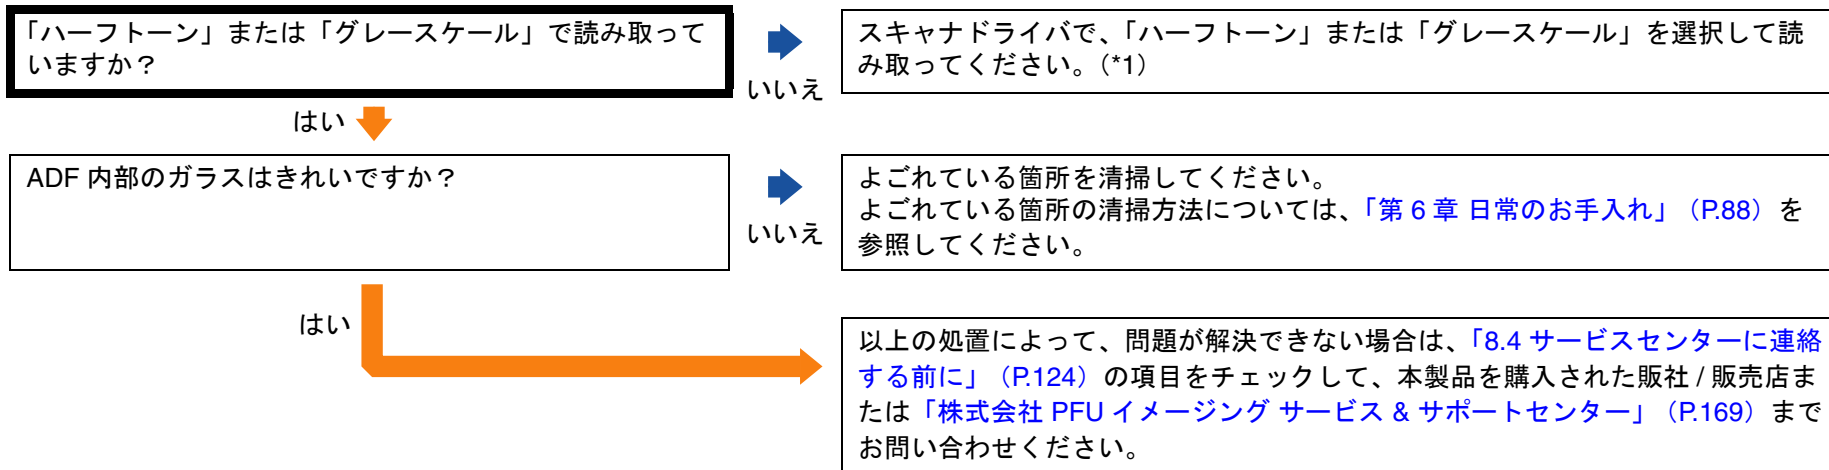 「ハーフトーン」または「グレースケール」で読み取って
いますか？
いいえ
スキャナドライバで、「ハーフトーン」または「グレースケール」を選択して読
み取ってください。（*1）
はい
ADF 内部のガラスはきれいですか？
いいえ
よごれている箇所を清掃してください。
よごれている箇所の清掃方法については、「第 6 章 日常のお手入れ」（P.88）を
参照してください。
はい
以上の処置によって、問題が解決できない場合は、「8.4 サービスセンターに連絡
する前に」（P.124）の項目をチェックして、本製品を購入された販社 / 販売店ま
たは「株式会社 PFU イメージング サービス & サポートセンター」（P.169）まで
お問い合わせください。